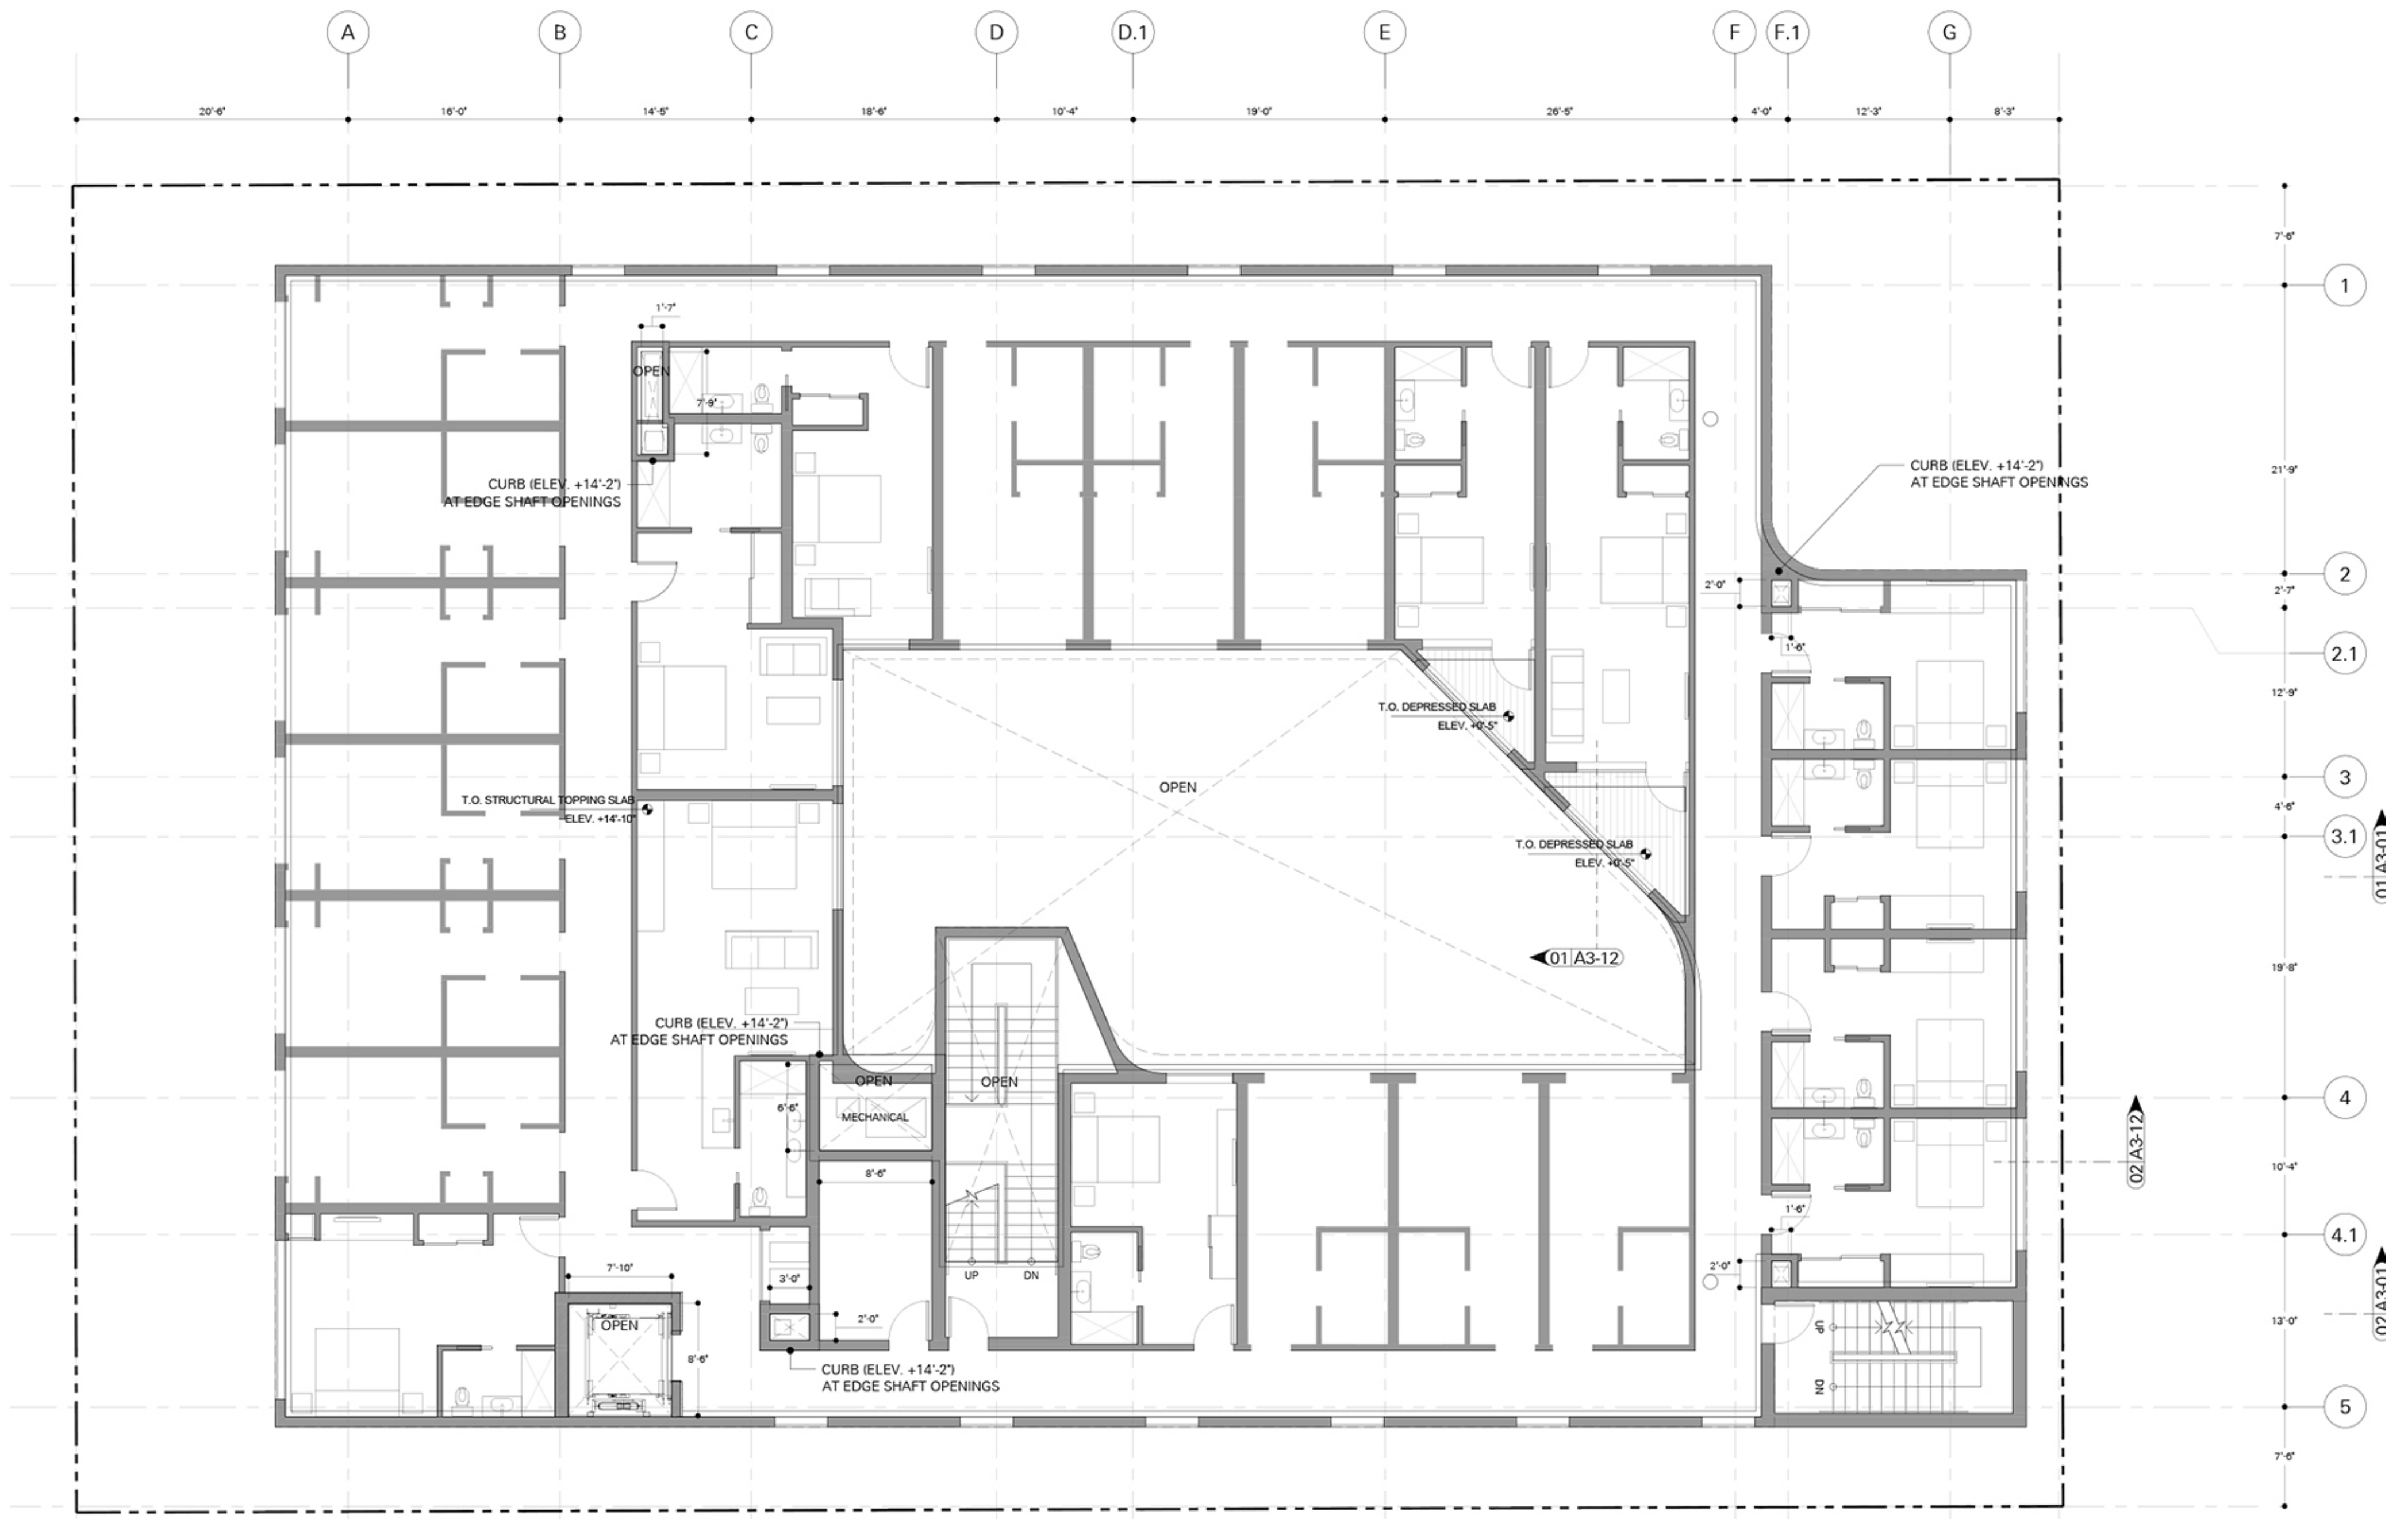 A B C D D.1 E F F.1 G
20'-6" 16'-0" 14'-5" 18'-6" 10'-4" 19'-0" 26'-5" 4'-0" 12'-3" 8'-3"
7'-6"
1
1'-7"
OPEN
7'-9"
CURB (ELEV. +14'-2")
AT EDGE SHAFT OPENINGS
CURB (ELEV. +14'-2")
AT EDGE SHAFT OPENINGS
21'-9"
2
2'-0"
2'-7"
1'-6"
2.1
12'-9"
T.O. DEPRESSED SLAB
ELEV. +0'-5"
3
OPEN
T.O. STRUCTURAL TOPPING SLAB
ELEV. +14'-10"
4'-6"
3.1
T.O. DEPRESSED SLAB
ELEV. +0'-5"
01 A3-01
01 A3-12
19'-8"
CURB (ELEV. +14'-2")
AT EDGE SHAFT OPENINGS
OPEN
OPEN
6'-6"
MECHANICAL
4
02 A3-12
8'-6"
10'-4"
1'-6"
4.1
2'-0"
UP DN
7'-10"
3'-0"
OPEN
2'-0"
02 A3-01
13'-0"
UP
8'-6"
CURB (ELEV. +14'-2")
AT EDGE SHAFT OPENINGS
DN
5
7'-6"